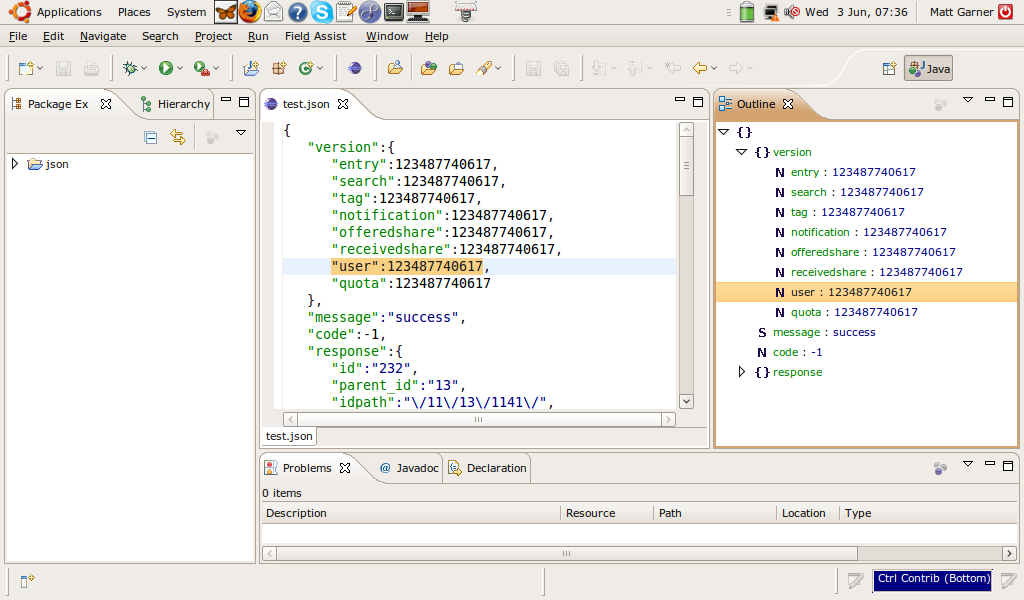 Applications Places System Wed 3 Jun, 07:36 Matt Garner
File Edit Navigate Search Project Run Field Assist Window Help
Java
Package Ex Hierarchy
json
test.json
{
"version":{
"entry":123487740617,
"search":123487740617,
"tag":123487740617,
"notification":123487740617,
"offeredshare":123487740617,
"receivedshare":123487740617,
"user":123487740617,
"quota":123487740617
},
"message":"success",
"code":-1,
"response":{
"id":"232",
"parent_id":"13",
"idpath":"\/11\/13\/1141\/",
test.json
Outline
{}
{} version
N entry : 123487740617
N search : 123487740617
N tag : 123487740617
N notification : 123487740617
N offeredshare : 123487740617
N receivedshare : 123487740617
N user : 123487740617
N quota : 123487740617
S message : success
N code : -1
{} response
Problems @ Javadoc Declaration
0 items
Description Resource Path Location Type
Ctrl Contrib (Bottom)